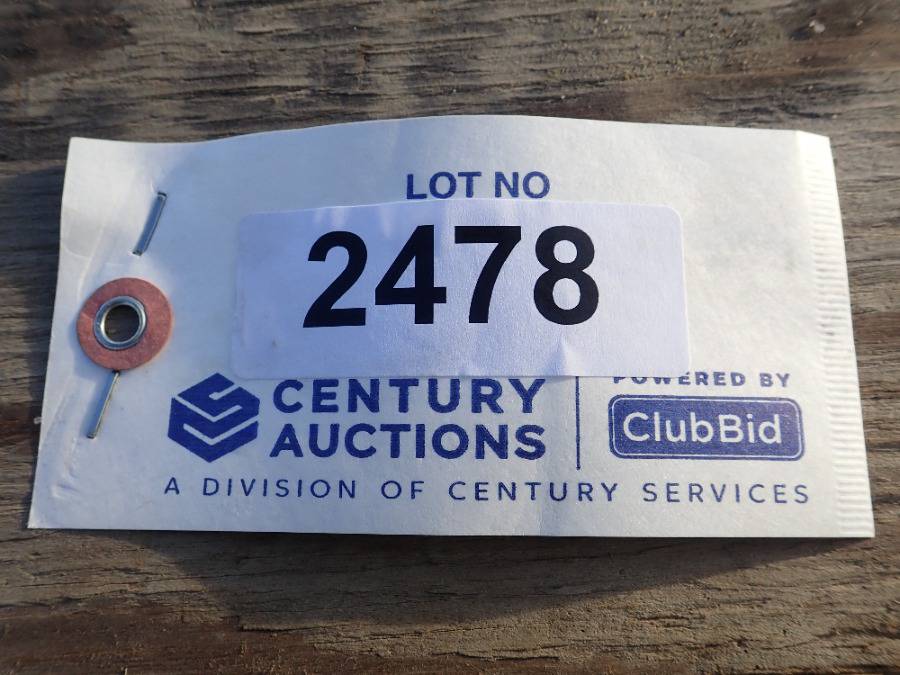 LOT NO
2478
CENTURY
AUCTIONS
POWERED BY
ClubBid
A DIVISION OF CENTURY SERVICES